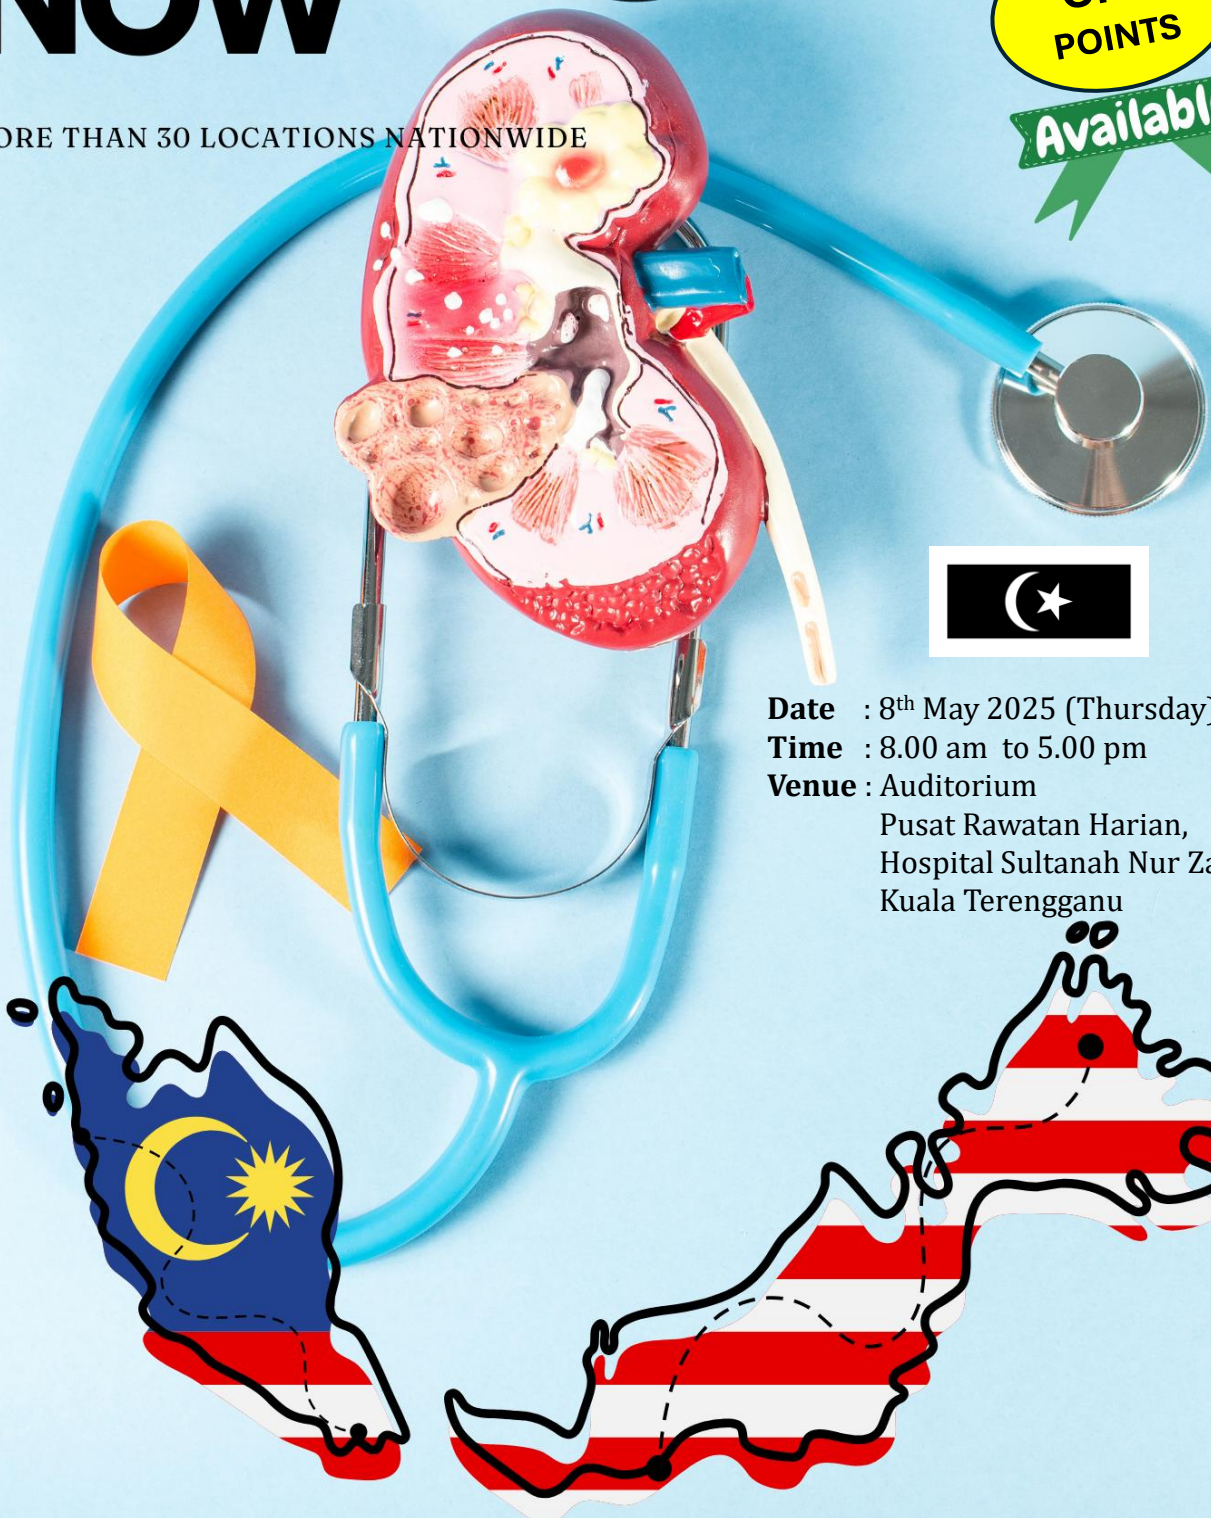 NOW
POINTS
Available
ORE THAN 30 LOCATIONS NATIONWIDE
Date : 8th May 2025 (Thursday)
Time : 8.00 am to 5.00 pm
Venue : Auditorium
Pusat Rawatan Harian,
Hospital Sultanah Nur Za
Kuala Terengganu